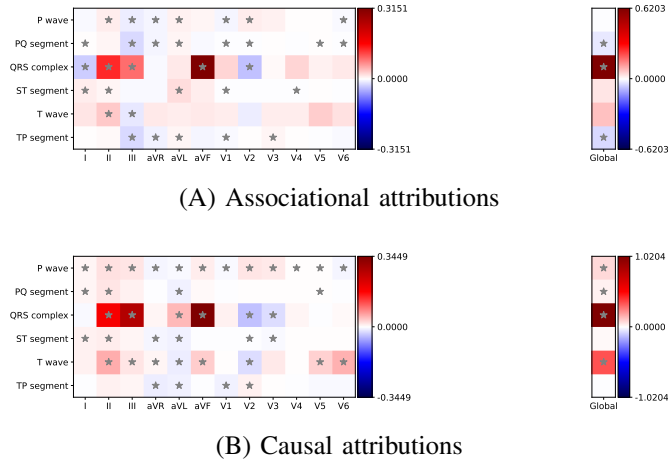 P wave
PQ segment
QRS complex
ST segment
T wave
TP segment
I II III aVR aVL aVF V1 V2 V3 V4 V5 V6
0.3151
0.0000
-0.3151
Global
0.6203
0.0000
-0.6203
(A) Associational attributions
P wave
PQ segment
QRS complex
ST segment
T wave
TP segment
I II III aVR aVL aVF V1 V2 V3 V4 V5 V6
0.3449
0.0000
-0.3449
Global
1.0204
0.0000
-1.0204
(B) Causal attributions